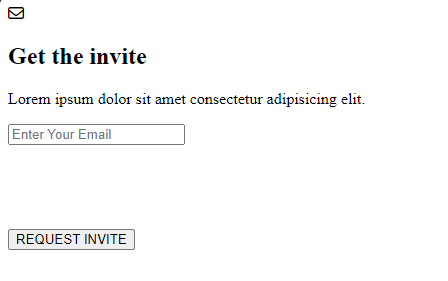 Get the invite
Lorem ipsum dolor sit amet consectetur adipisicing elit.
Enter Your Email
REQUEST INVITE